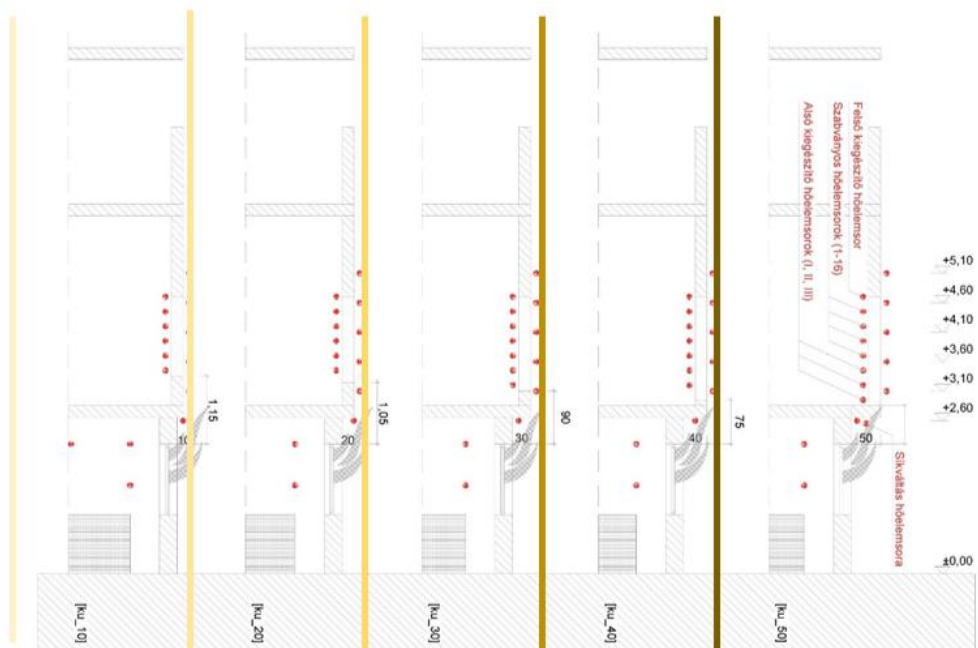 Felső kiegészítő hőelemsor
Szabványos hőelemsorok (1-16)
Alsó kiegészítő hőelemsorok (I, II, III)
+5,10
+4,60
+4,10
+3,60
+3,10
+2,60
±0,00
Síkváltás hőelemsora
1,15
1,05
90
75
10
20
30
40
50
[ku_10]
[ku_20]
[ku_30]
[ku_40]
[ku_50]